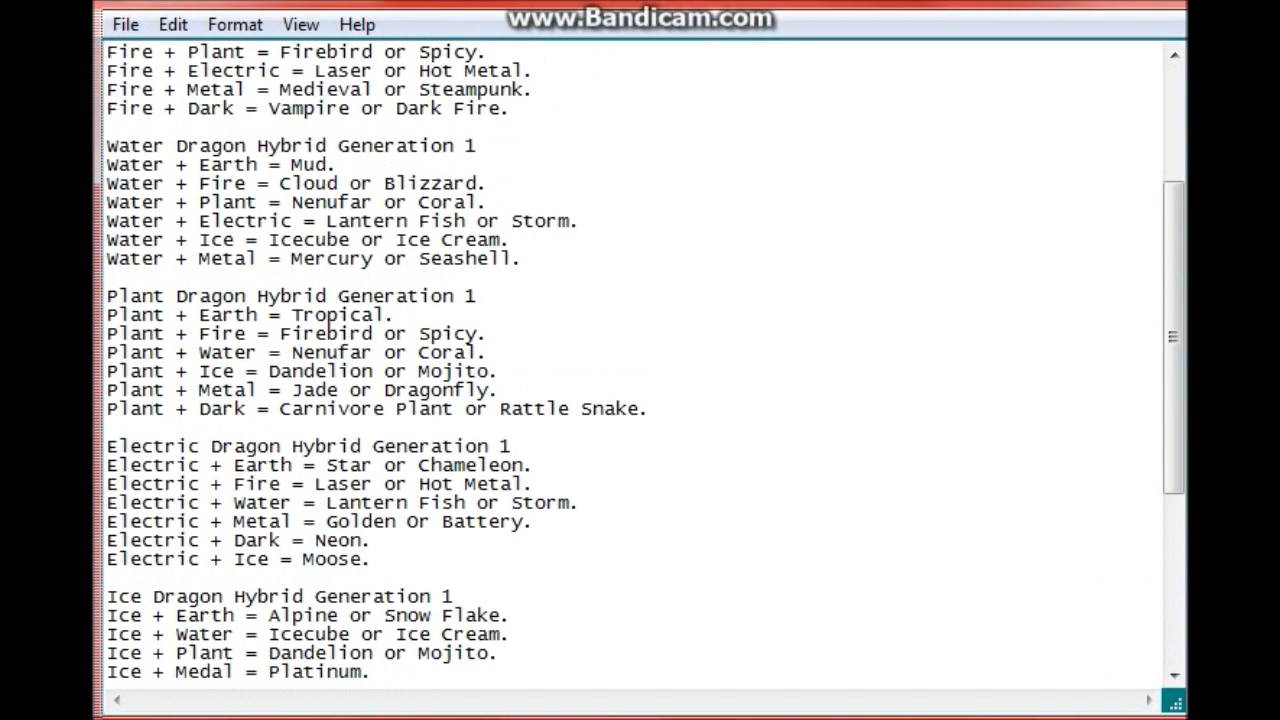 www.Bandicam.com
File Edit Format View Help
Fire + Plant = Firebird or Spicy.
Fire + Electric = Laser or Hot Metal.
Fire + Metal = Medieval or Steampunk.
Fire + Dark = Vampire or Dark Fire.
Water Dragon Hybrid Generation 1
Water + Earth = Mud.
Water + Fire = Cloud or Blizzard.
Water + Plant = Nenufar or Coral.
Water + Electric = Lantern Fish or Storm.
Water + Ice = Icecube or Ice Cream.
Water + Metal = Mercury or Seashell.
Plant Dragon Hybrid Generation 1
Plant + Earth = Tropical.
Plant + Fire = Firebird or Spicy.
Plant + Water = Nenufar or Coral.
Plant + Ice = Dandelion or Mojito.
Plant + Metal = Jade or Dragonfly.
Plant + Dark = Carnivore Plant or Rattle Snake.
Electric Dragon Hybrid Generation 1
Electric + Earth = Star or Chameleon.
Electric + Fire = Laser or Hot Metal.
Electric + Water = Lantern Fish or Storm.
Electric + Metal = Golden Or Battery.
Electric + Dark = Neon.
Electric + Ice = Moose.
Ice Dragon Hybrid Generation 1
Ice + Earth = Alpine or Snow Flake.
Ice + Water = Icecube or Ice Cream.
Ice + Plant = Dandelion or Mojito.
Ice + Medal = Platinum.